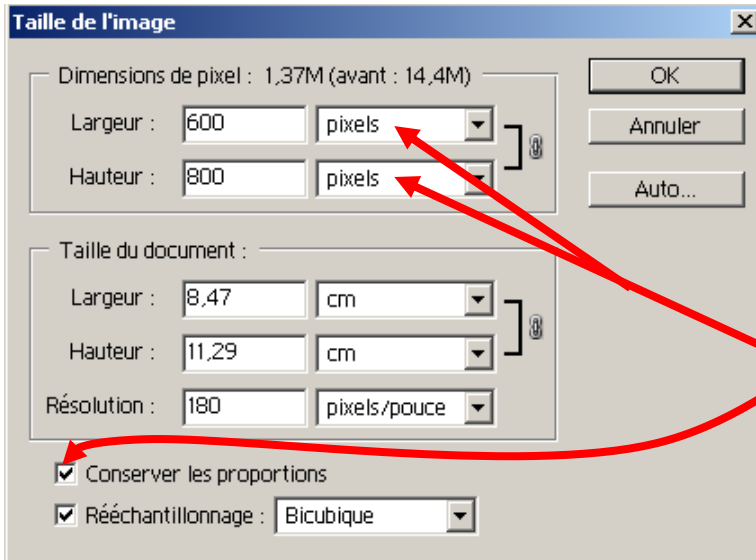 Taille de l'image
Dimensions de pixel : 1,37M (avant : 14,4M)
Largeur : 600 pixels
Hauteur : 800 pixels
Taille du document :
Largeur : 8,47 cm
Hauteur : 11,29 cm
Résolution : 180 pixels/pouce
Conserver les proportions
Rééchantillonnage : Bicubique
OK
Annuler
Auto...